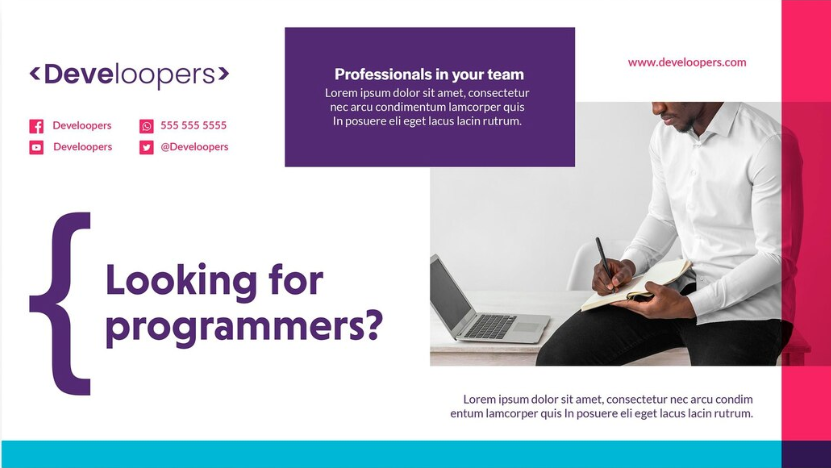 <Develoopers>
Develoopers
555 555 5555
Develoopers
@Develoopers
Professionals in your team
Lorem ipsum dolor sit amet, consectetur
nec arcu condimentum lamcorper quis
In posuere eli eget lacus lacin rutrum.
www.develoopers.com
{
Looking for
programmers?
Lorem ipsum dolor sit amet, consectetur nec arcu condim
entum lamcorper quis In posuere eli eget lacus lacin rutrum.